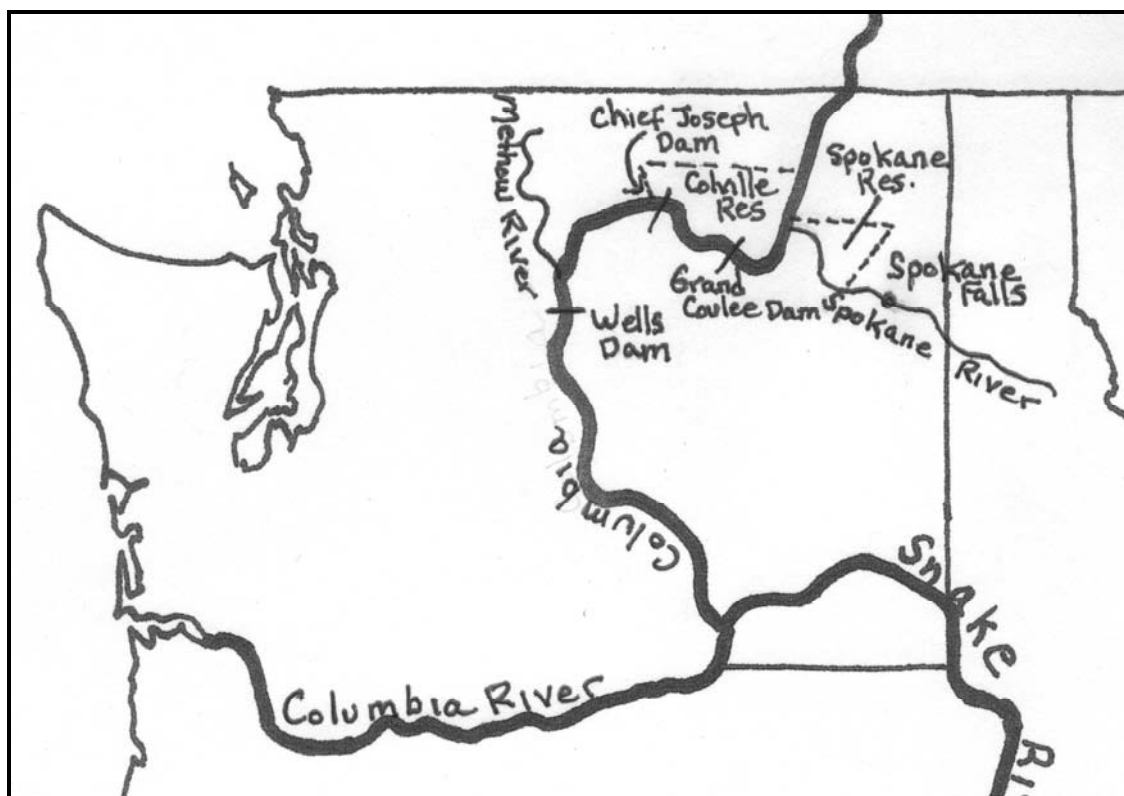 Methow River
Chief Joseph
Dam
Colville
Res
Spokane
Res.
Grand
Coulee Dam
Spokane
Falls
Spokane River
Wells
Dam
Columbia
Snake Ri
Columbia River